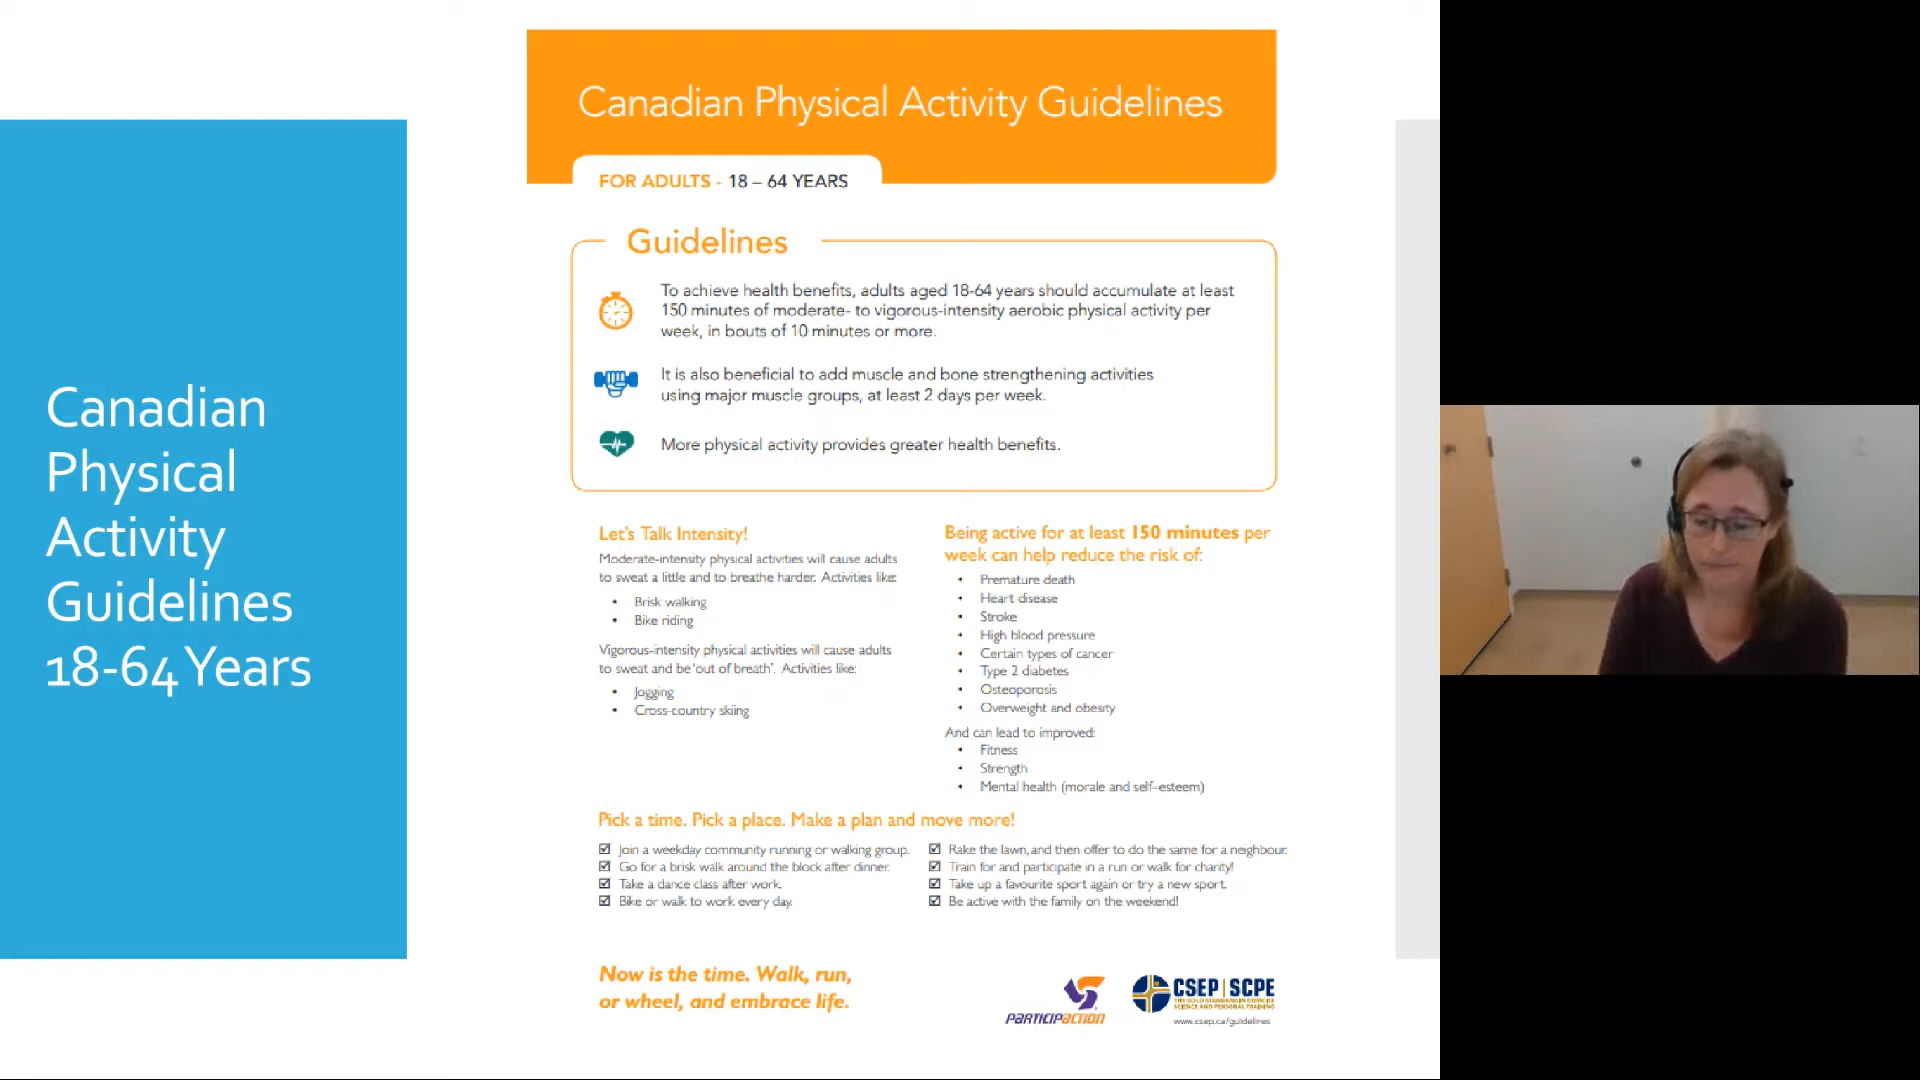 Canadian
Physical
Activity
Guidelines
18-64 Years
Canadian Physical Activity Guidelines
FOR ADULTS - 18 – 64 YEARS
Guidelines
To achieve health benefits, adults aged 18-64 years should accumulate at least
150 minutes of moderate- to vigorous-intensity aerobic physical activity per
week, in bouts of 10 minutes or more.
It is also beneficial to add muscle and bone strengthening activities
using major muscle groups, at least 2 days per week.
More physical activity provides greater health benefits.
Let's Talk Intensity!
Moderate-intensity physical activities will cause adults
to sweat a little and to breathe harder. Activities like:
• Brisk walking
• Bike riding
Vigorous-intensity physical activities will cause adults
to sweat and be 'out of breath'. Activities like:
• Jogging
• Cross-country skiing
Being active for at least 150 minutes per
week can help reduce the risk of:
• Premature death
• Heart disease
• Stroke
• High blood pressure
• Certain types of cancer
• Type 2 diabetes
• Osteoporosis
• Overweight and obesity
And can lead to improved:
• Fitness
• Strength
• Mental health (morale and self-esteem)
Pick a time. Pick a place. Make a plan and move more!
Join a weekday community running or walking group.
Go for a brisk walk around the block after dinner.
Take a dance class after work.
Bike or walk to work every day.
Rake the lawn, and then offer to do the same for a neighbour.
Train for and participate in a run or walk for charity!
Take up a favourite sport again or try a new sport.
Be active with the family on the weekend!
Now is the time. Walk, run,
or wheel, and embrace life.
PARTICIPACTION
CSEP | SCPE
THE GOLD STANDARD IN EXERCISE
SCIENCE AND PERSONAL TRAINING
www.csep.ca/guidelines